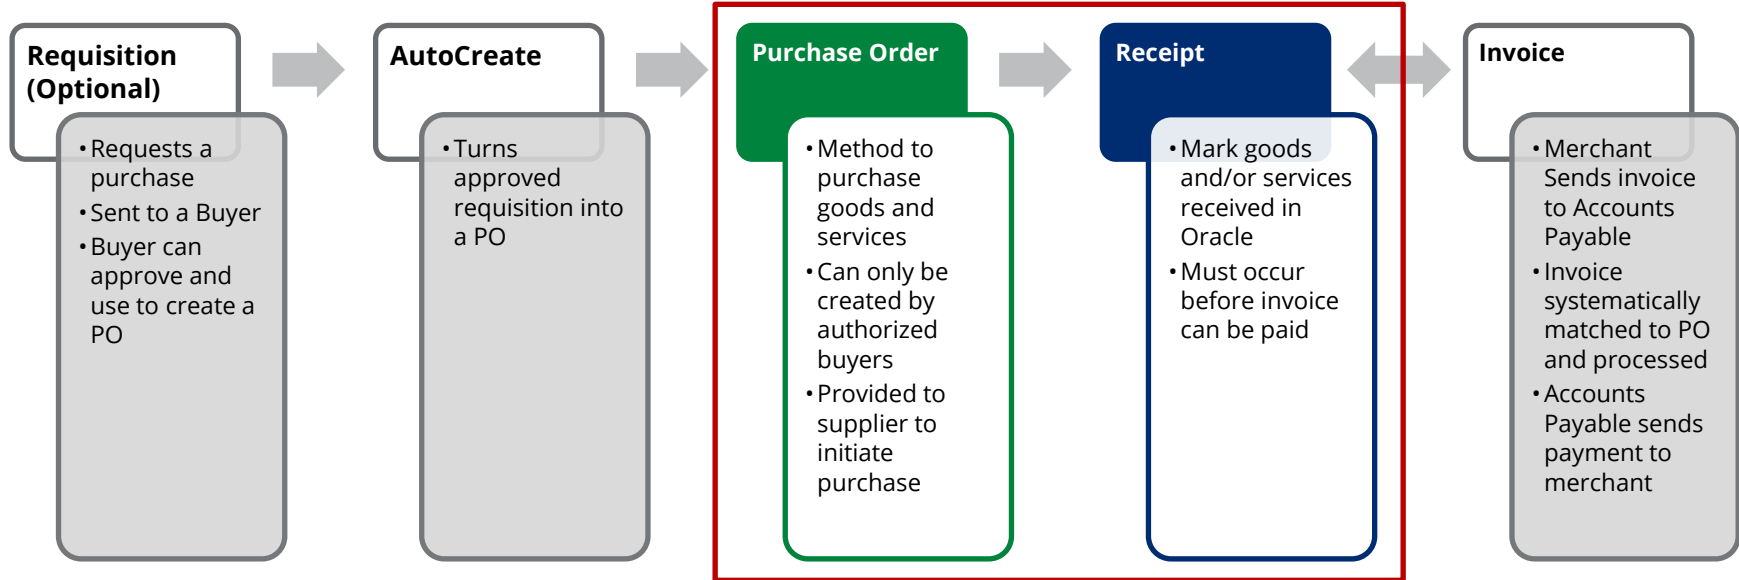 Requisition
(Optional)
• Requests a
purchase
• Sent to a Buyer
• Buyer can
approve and
use to create a
PO
AutoCreate
• Turns
approved
requisition into
a PO
Purchase Order
• Method to
purchase
goods and
services
• Can only be
created by
authorized
buyers
• Provided to
supplier to
initiate
purchase
Receipt
• Mark goods
and/or services
received in
Oracle
• Must occur
before invoice
can be paid
Invoice
• Merchant
Sends invoice
to Accounts
Payable
• Invoice
systematically
matched to PO
and processed
• Accounts
Payable sends
payment to
merchant